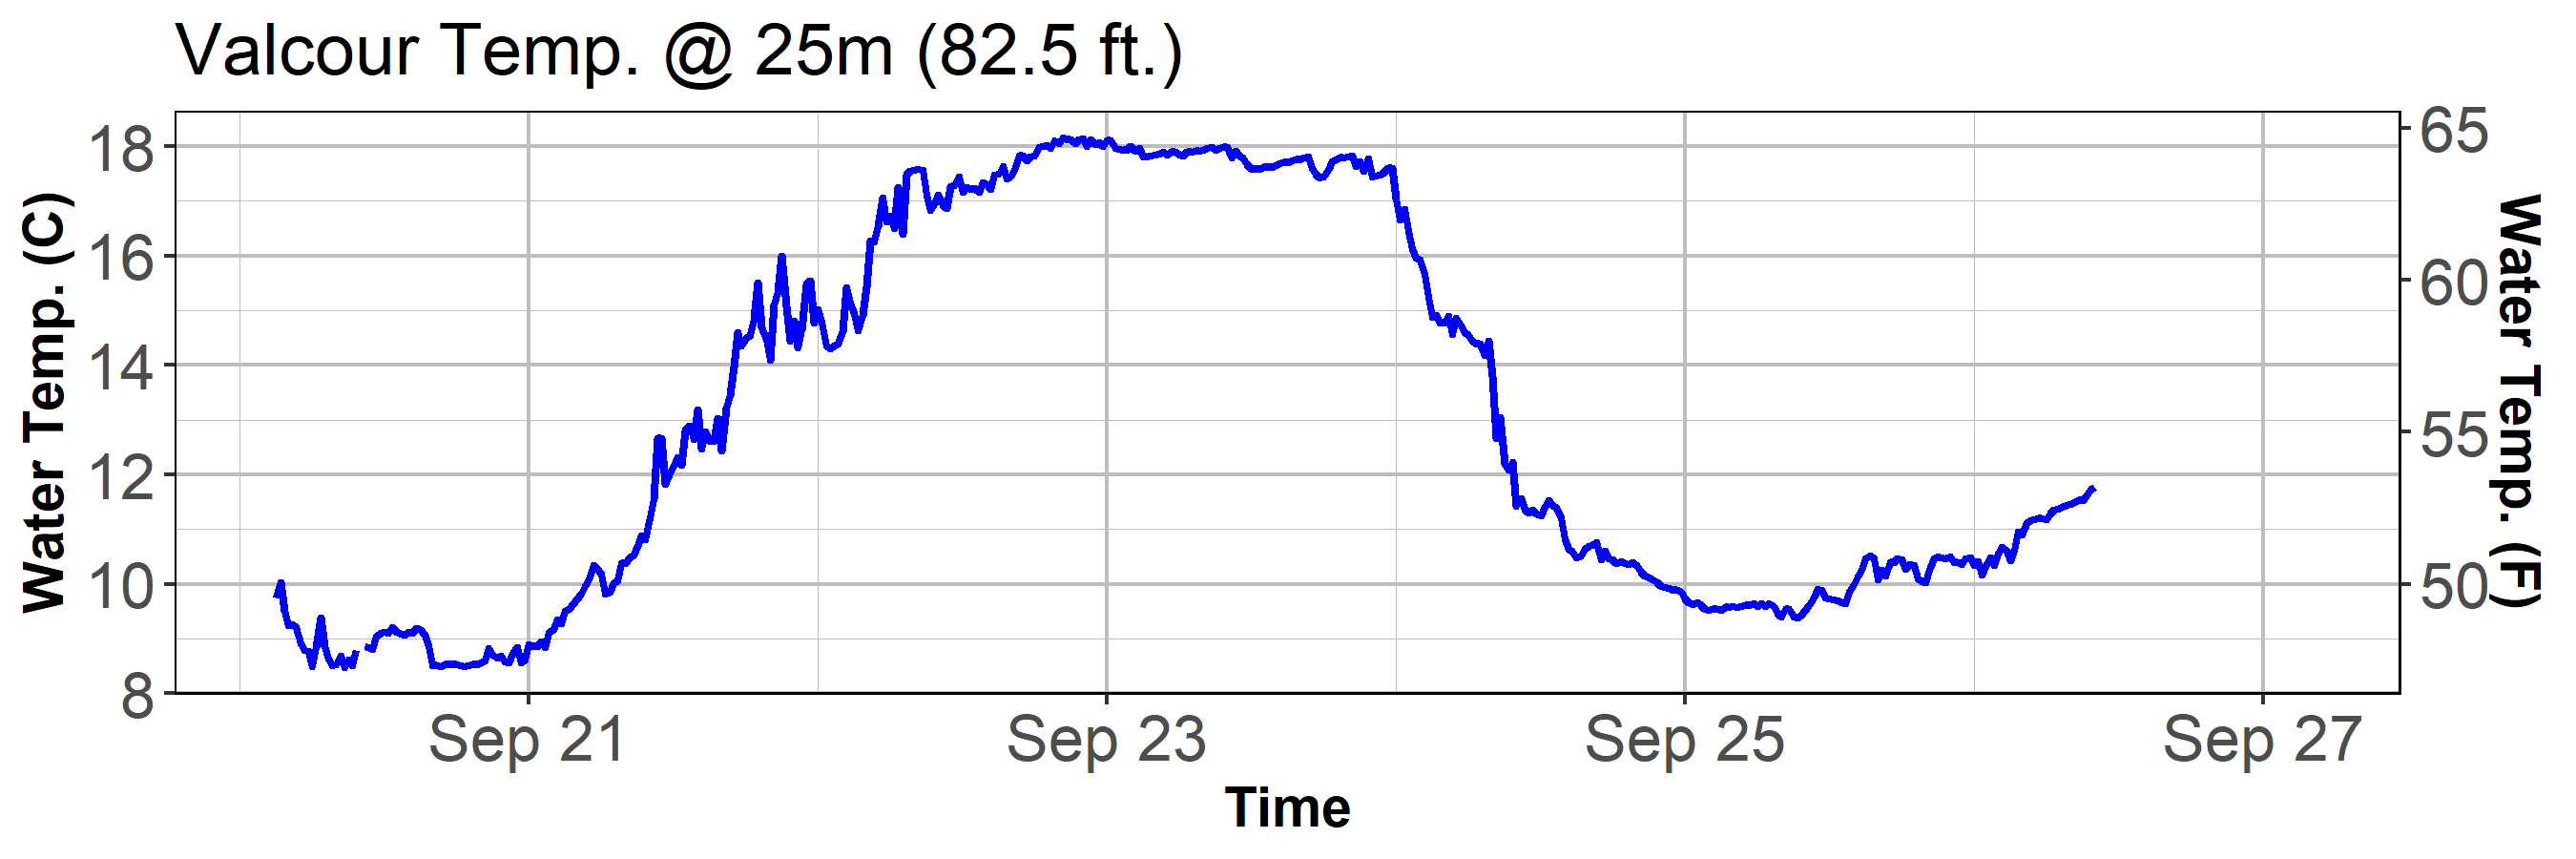 Valcour Temp. @ 25m (82.5 ft.)
Water Temp. (C)
18
16
14
12
10
8
65
60
55
50
Water Temp. (F)
Sep 21
Sep 23
Sep 25
Sep 27
Time